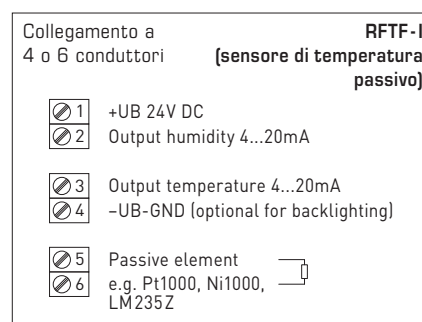 Collegamento a
4 o 6 conduttori
RFTF-I
(sensore di temperatura
passivo)
1 +UB 24V DC
2 Output humidity 4...20mA
3 Output temperature 4...20mA
4 –UB-GND (optional for backlighting)
5 Passive element
6 e.g. Pt1000, Ni1000,
LM235Z